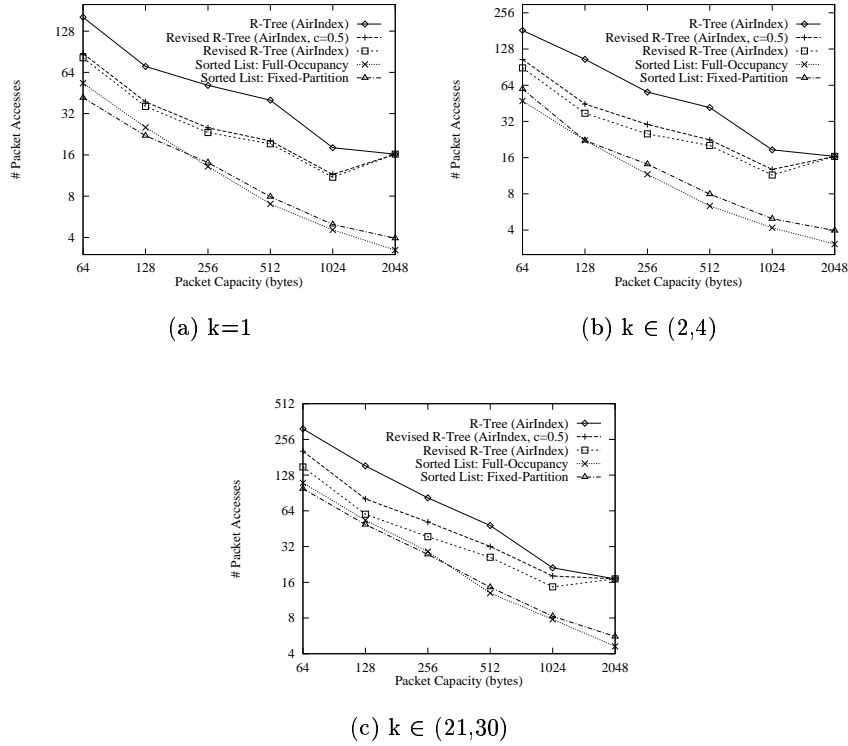 128
64
32
16
8
4
# Packet Accesses
R-Tree (AirIndex)
Revised R-Tree (AirIndex, c=0.5)
Revised R-Tree (AirIndex)
Sorted List: Full-Occupancy
Sorted List: Fixed-Partition
64 128 256 512 1024 2048
Packet Capacity (bytes)
(a) k=1
256
128
64
32
16
8
4
# Packet Accesses
R-Tree (AirIndex)
Revised R-Tree (AirIndex, c=0.5)
Revised R-Tree (AirIndex)
Sorted List: Full-Occupancy
Sorted List: Fixed-Partition
64 128 256 512 1024 2048
Packet Capacity (bytes)
(b) k ∈ (2,4)
512
256
128
64
32
16
8
4
# Packet Accesses
R-Tree (AirIndex)
Revised R-Tree (AirIndex, c=0.5)
Revised R-Tree (AirIndex)
Sorted List: Full-Occupancy
Sorted List: Fixed-Partition
64 128 256 512 1024 2048
Packet Capacity (bytes)
(c) k ∈ (21,30)